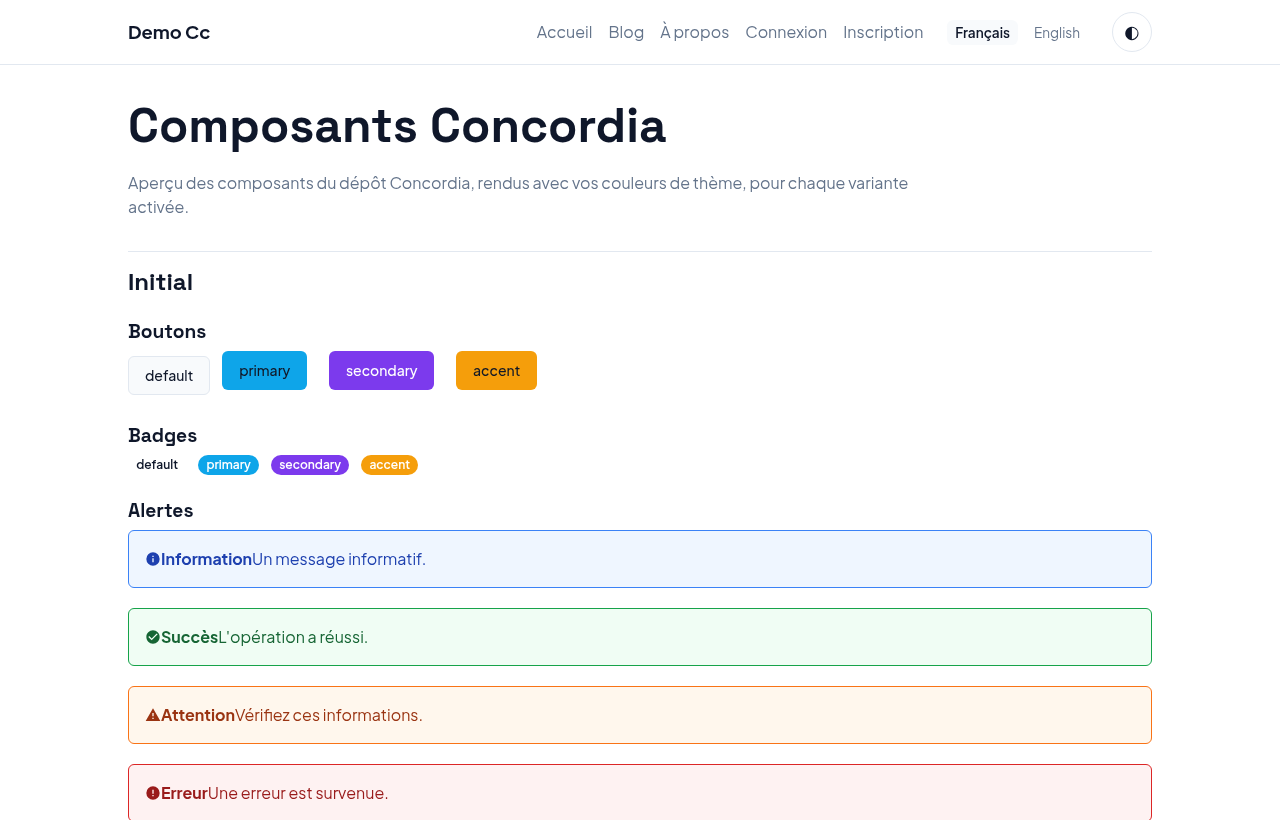 Demo Cc
Accueil Blog À propos Connexion Inscription Français English
Composants Concordia
Aperçu des composants du dépôt Concordia, rendus avec vos couleurs de thème, pour chaque variante
activée.
Initial
Boutons
default primary secondary accent
Badges
default primary secondary accent
Alertes
InformationUn message informatif.
SuccèsL'opération a réussi.
AttentionVérifiez ces informations.
ErreurUne erreur est survenue.